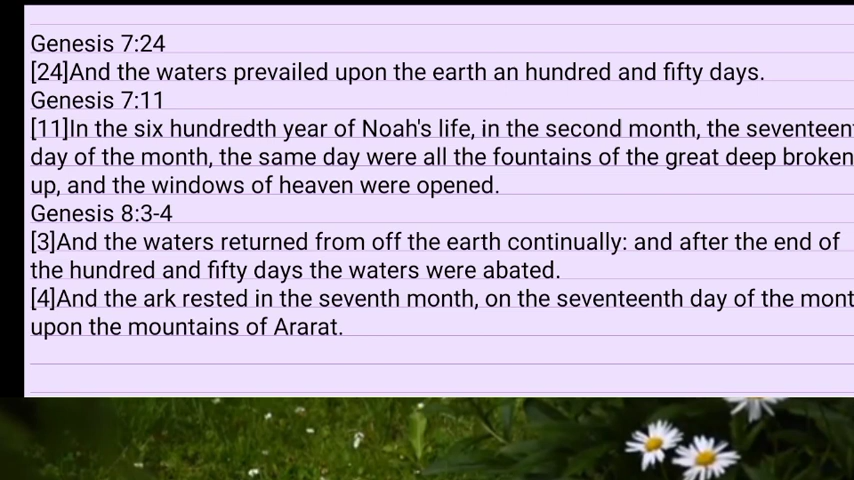 Genesis 7:24
[24]And the waters prevailed upon the earth an hundred and fifty days.
Genesis 7:11
[11]In the six hundredth year of Noah's life, in the second month, the
day of the month, the same day were all the fountains of the great deep broken
up, and the windows of heaven were opened.
Genesis 8:3-4
[3]And the waters returned from off the earth continually: and after the end of
the hundred and fifty days the waters were abated.
[4]And the ark rested in the seventh month, on the seventeenth day of the
upon the mountains of Ararat.